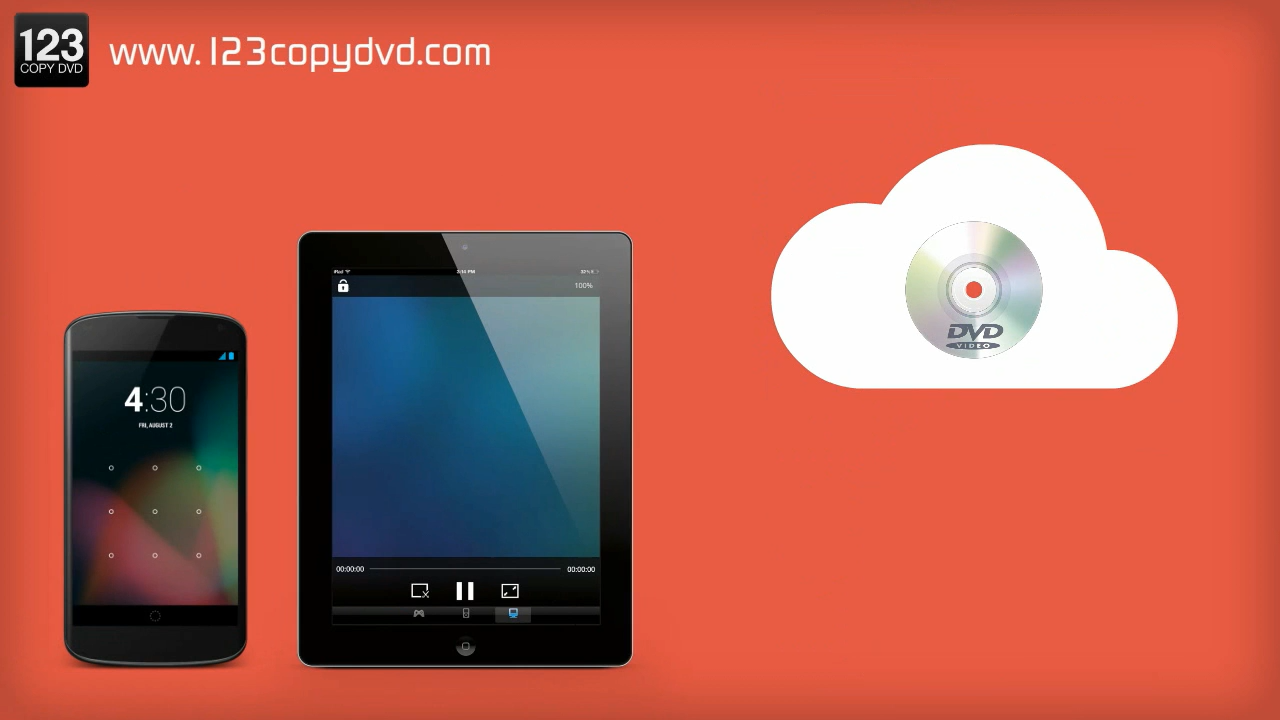 123
COPY DVD
www.123copydvd.com
iPad
100%
4:30
FRI, AUGUST 2
DVD
VIDEO
00:00:00
00:00:00